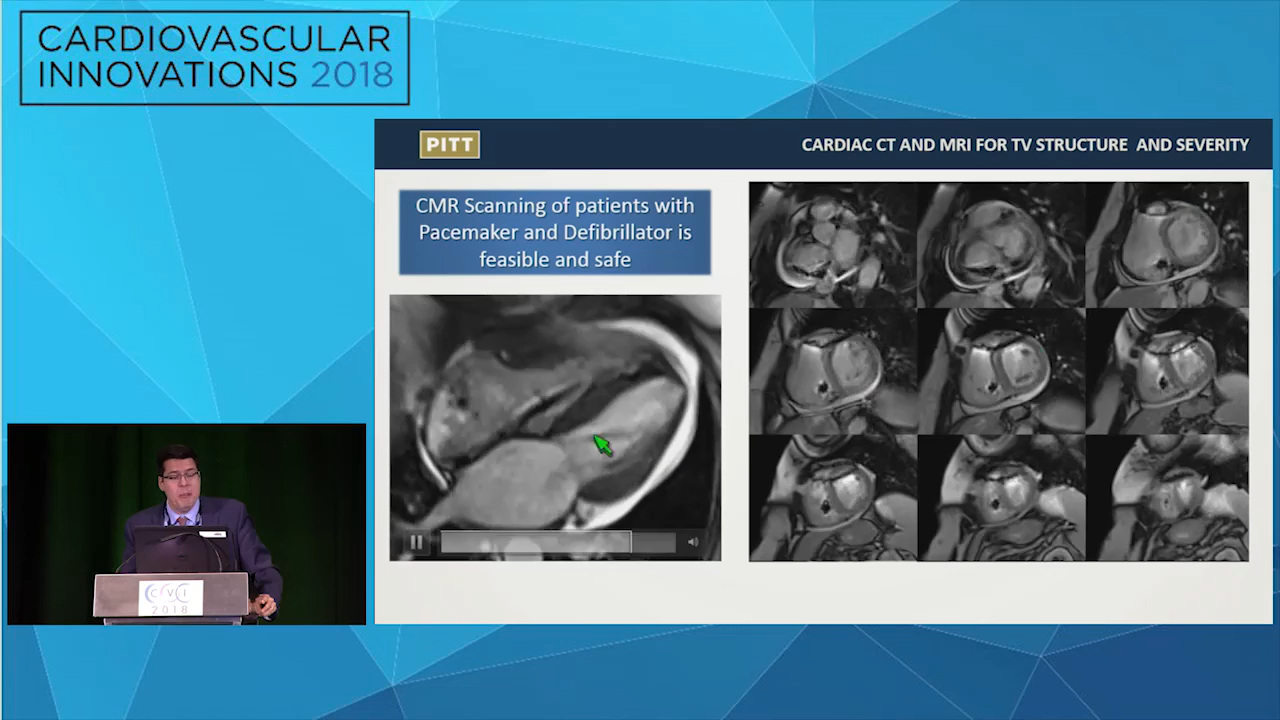 CARDIOVASCULAR
INNOVATIONS 2018
PITT
CARDIAC CT AND MRI FOR TV STRUCTURE AND SEVERITY
CMR Scanning of patients with
Pacemaker and Defibrillator is
feasible and safe
C V I
2018